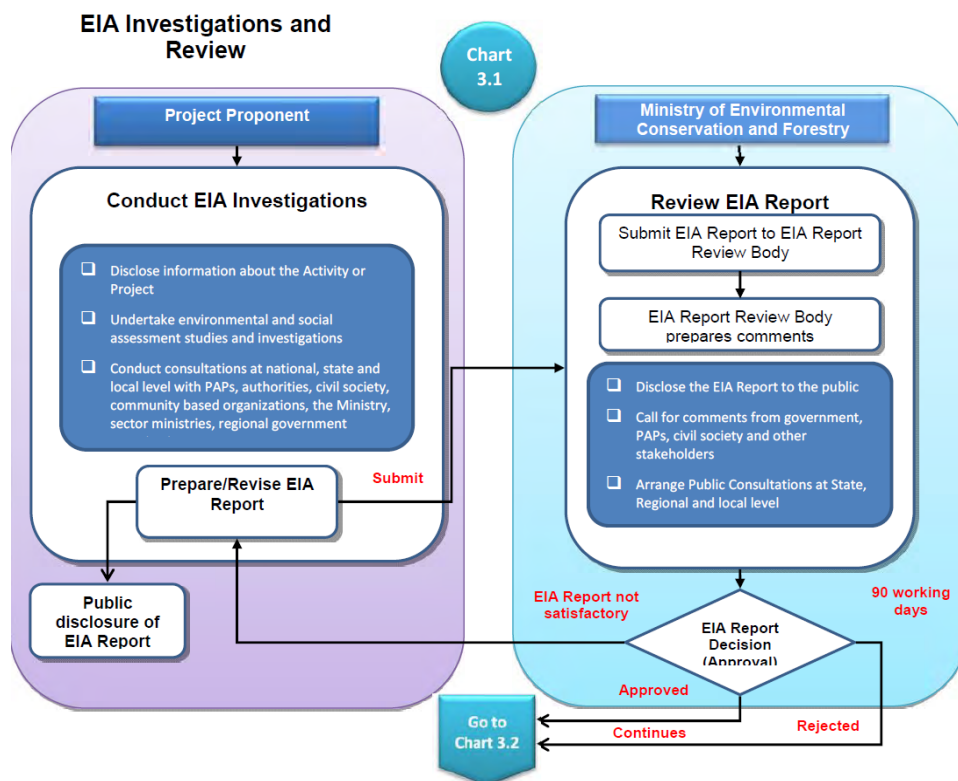 EIA Investigations and
Review
Chart
3.1
Project Proponent
Conduct EIA Investigations
❑ Disclose information about the Activity or
Project
❑ Undertake environmental and social
assessment studies and investigations
❑ Conduct consultations at national, state and
local level with PAPs, authorities, civil society,
community based organizations, the Ministry,
sector ministries, regional government
Prepare/Revise EIA
Report
Submit
Public
disclosure of
EIA Report
Ministry of Environmental
Conservation and Forestry
Review EIA Report
Submit EIA Report to EIA Report
Review Body
EIA Report Review Body
prepares comments
❑ Disclose the EIA Report to the public
❑ Call for comments from government,
PAPs, civil society and other
stakeholders
❑ Arrange Public Consultations at State,
Regional and local level
EIA Report not
satisfactory
90 working
days
EIA Report
Decision
(Approval)
Approved
Continues
Rejected
Go to
Chart 3.2